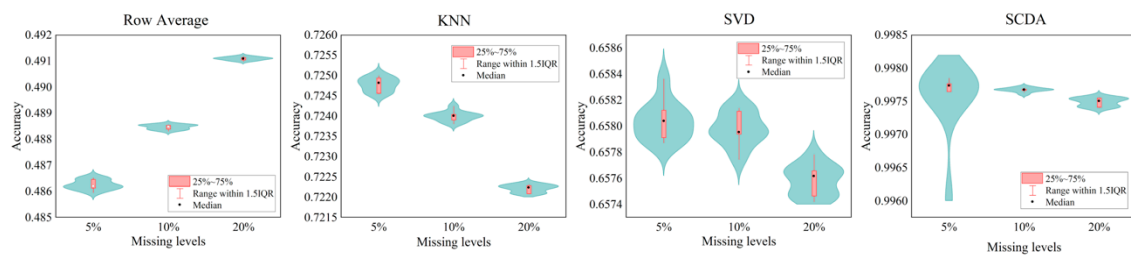 Row Average
Accuracy
0.492
0.491
0.490
0.489
0.488
0.487
0.486
0.485
25%~75%
Range within 1.5IQR
Median
5%
10%
20%
Missing levels
KNN
Accuracy
0.7260
0.7255
0.7250
0.7245
0.7240
0.7235
0.7230
0.7225
0.7220
0.7215
25%~75%
Range within 1.5IQR
Median
5%
10%
20%
Missing levels
SVD
Accuracy
0.6586
0.6584
0.6582
0.6580
0.6578
0.6576
0.6574
25%~75%
Range within 1.5IQR
Median
5%
10%
20%
Missing levels
SCDA
Accuracy
0.9985
0.9980
0.9975
0.9970
0.9965
0.9960
25%~75%
Range within 1.5IQR
Median
5%
10%
20%
Missing levels